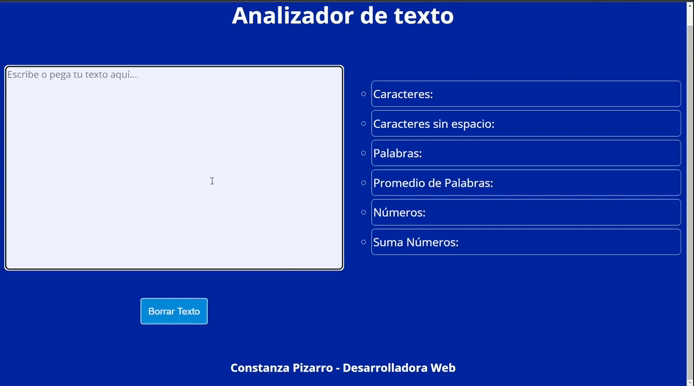 Analizador de texto
Escribe o pega tu texto aquí...
Caracteres:
Caracteres sin espacio:
Palabras:
Promedio de Palabras:
Números:
Suma Números:
Borrar Texto
Constanza Pizarro - Desarrolladora Web